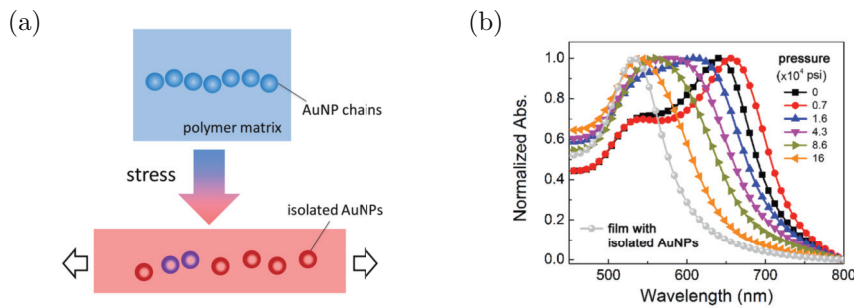 (a)
AuNP chains
polymer matrix
stress
isolated AuNPs
(b)
Normalized Abs.
1.0
0.8
0.6
0.4
0.2
0.0
pressure
(x10⁴ psi)
0
0.7
1.6
4.3
8.6
16
film with
isolated AuNPs
500 600 700 800
Wavelength (nm)